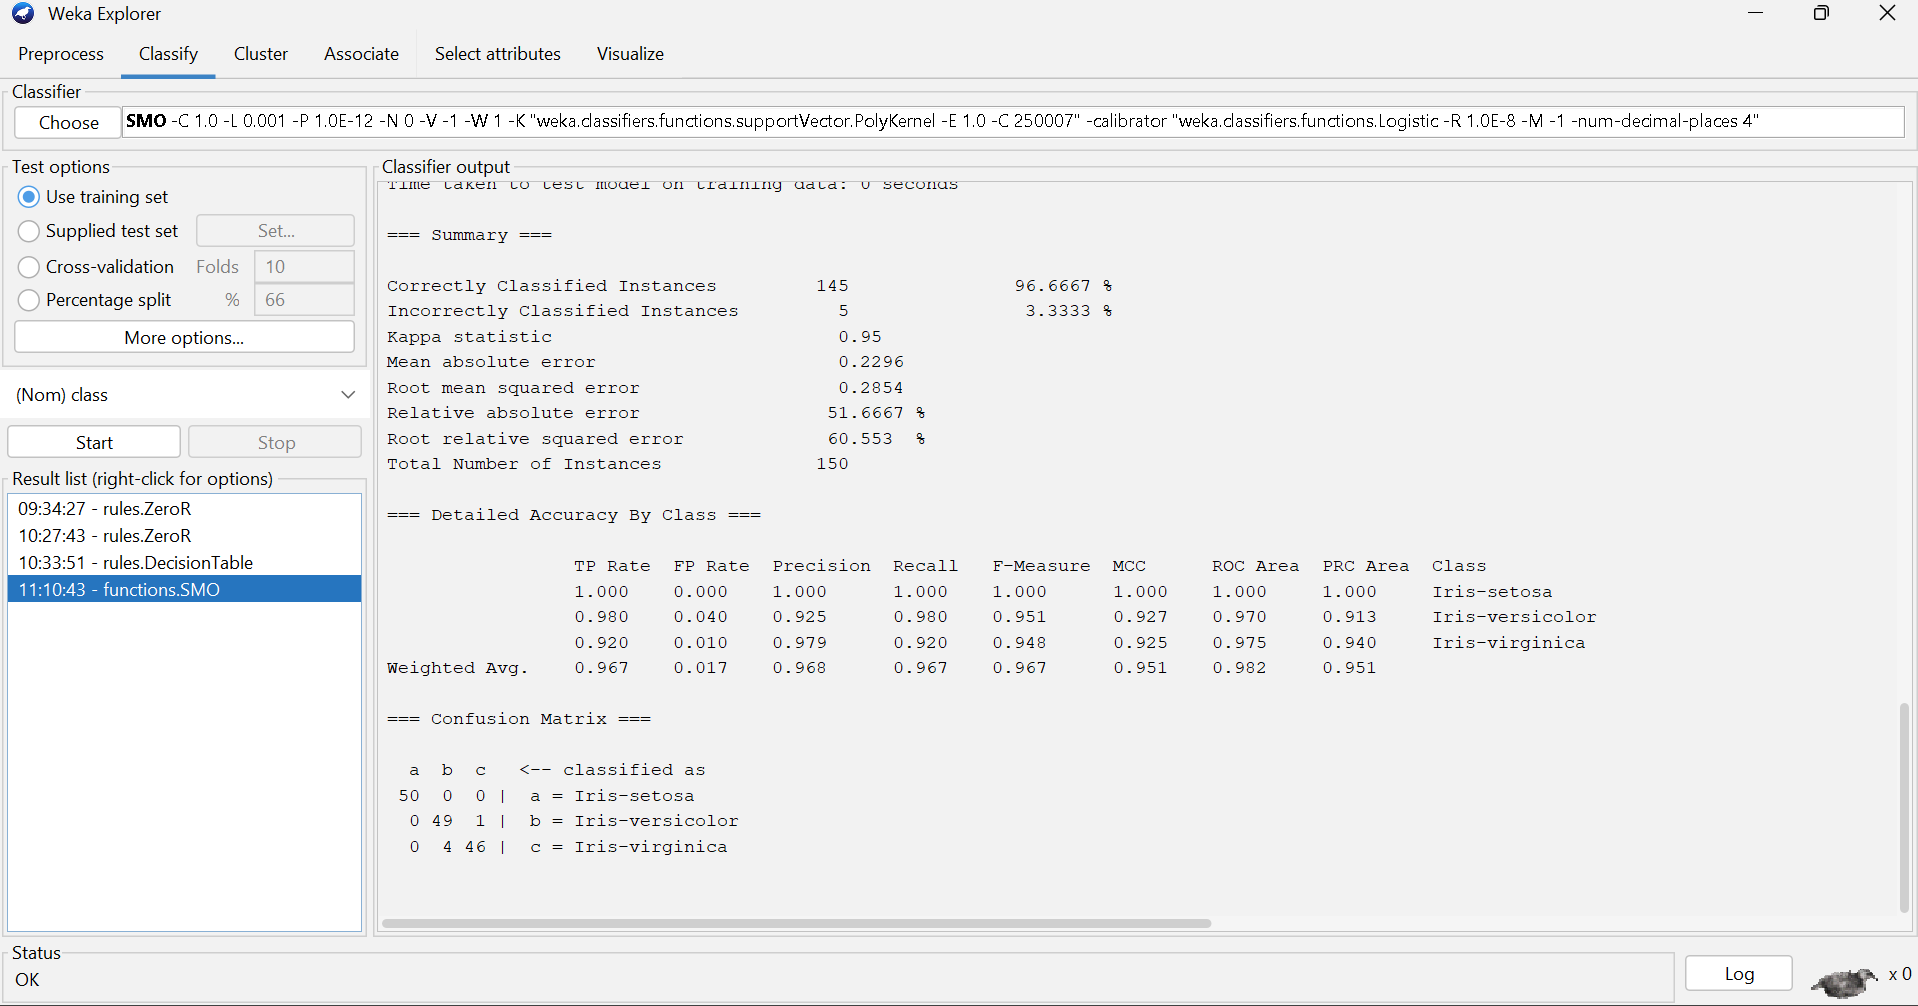 Weka Explorer
Preprocess Classify Cluster Associate Select attributes Visualize
Classifier
Choose SMO -C 1.0 -L 0.001 -P 1.0E-12 -N 0 -V -1 -W 1 -K "weka.classifiers.functions.supportVector.PolyKernel -E 1.0 -C 250007" -calibrator "weka.classifiers.functions.Logistic -R 1.0E-8 -M -1 -num-decimal-places 4"
Test options
Use training set
Supplied test set Set...
Cross-validation Folds 10
Percentage split % 66
More options...
(Nom) class
Start Stop
Result list (right-click for options)
09:34:27 - rules.ZeroR
10:27:43 - rules.ZeroR
10:33:51 - rules.DecisionTable
11:10:43 - functions.SMO
Classifier output
Time taken to test model on training data: 0 seconds
=== Summary ===
Correctly Classified Instances 145 96.6667 %
Incorrectly Classified Instances 5 3.3333 %
Kappa statistic 0.95
Mean absolute error 0.2296
Root mean squared error 0.2854
Relative absolute error 51.6667 %
Root relative squared error 60.553 %
Total Number of Instances 150
=== Detailed Accuracy By Class ===
TP Rate FP Rate Precision Recall F-Measure MCC ROC Area PRC Area Class
1.000 0.000 1.000 1.000 1.000 1.000 1.000 1.000 Iris-setosa
0.980 0.040 0.925 0.980 0.951 0.927 0.970 0.913 Iris-versicolor
0.920 0.010 0.979 0.920 0.948 0.925 0.975 0.940 Iris-virginica
Weighted Avg. 0.967 0.017 0.968 0.967 0.967 0.951 0.982 0.951
=== Confusion Matrix ===
a b c <-- classified as
50 0 0 | a = Iris-setosa
0 49 1 | b = Iris-versicolor
0 4 46 | c = Iris-virginica
Status
OK
Log x 0